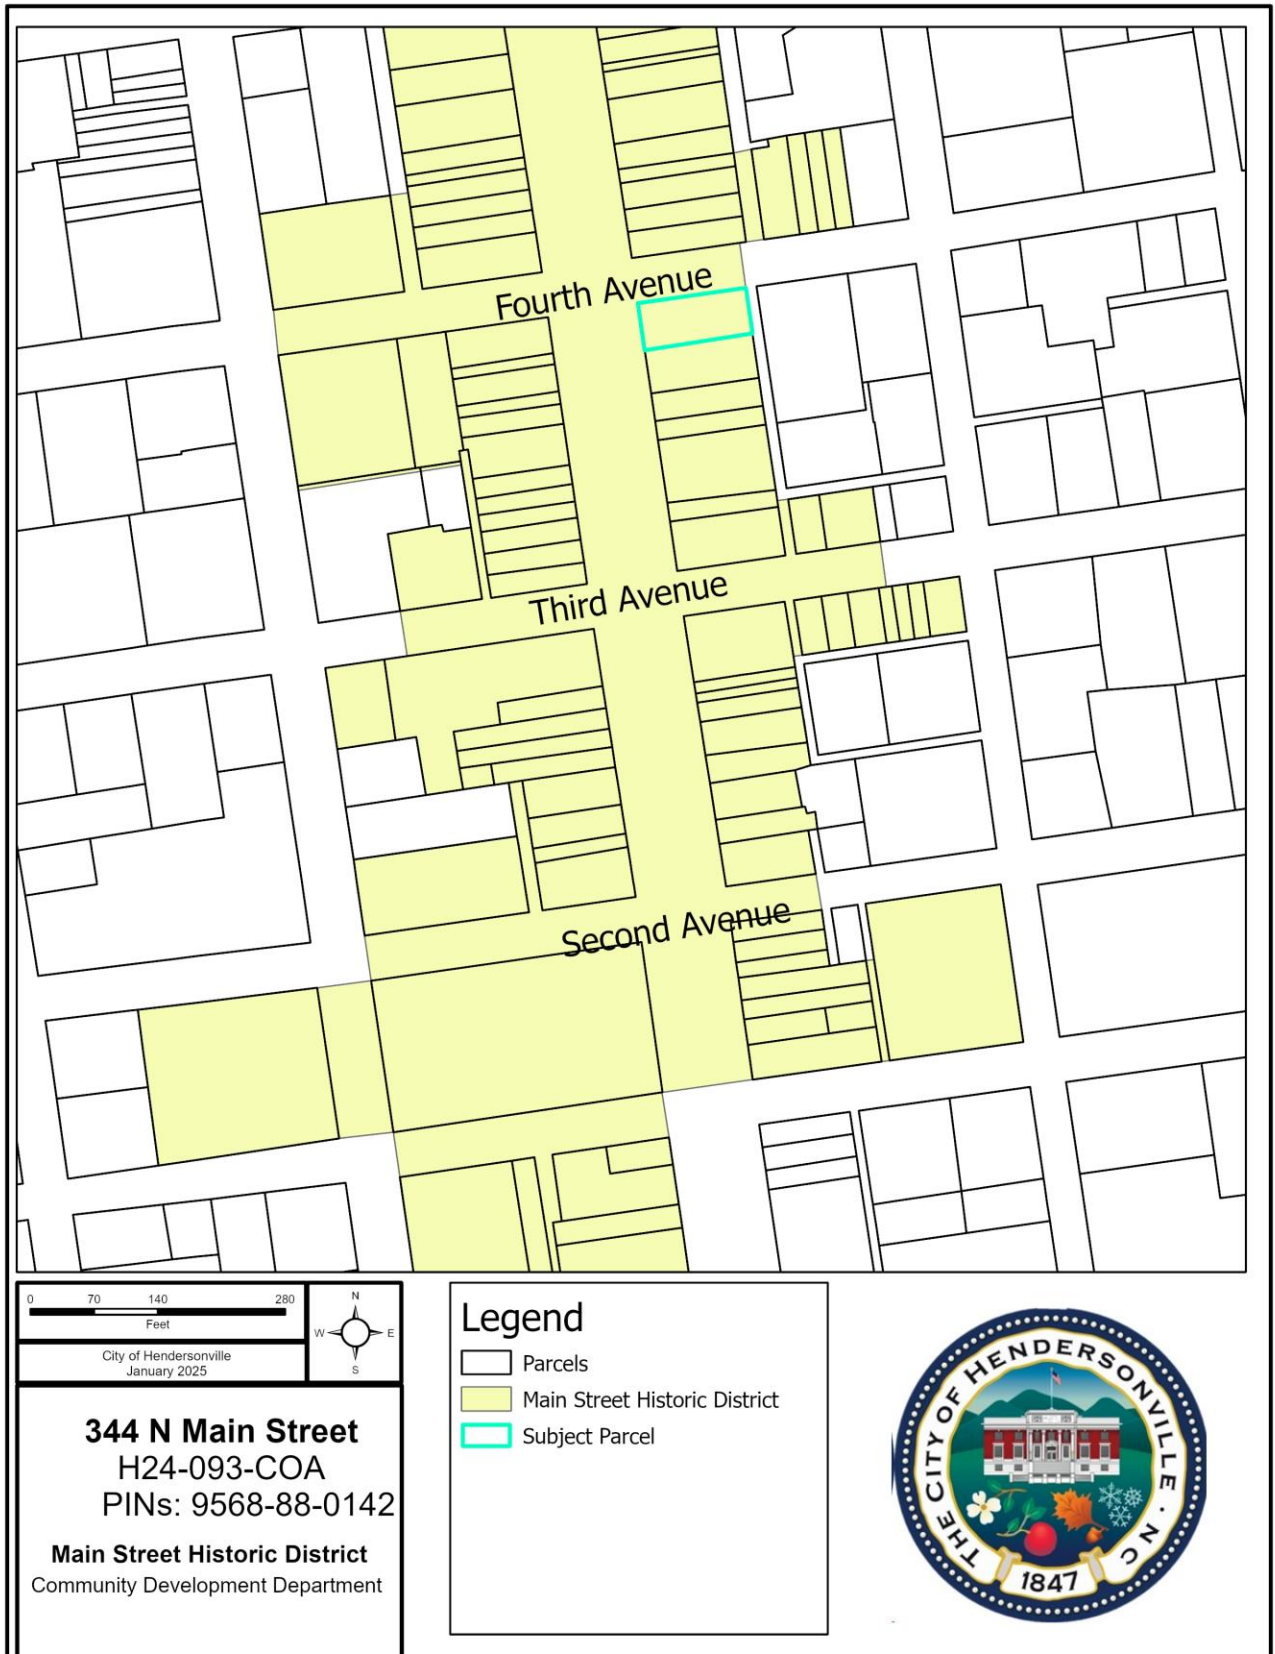 Fourth Avenue
Third Avenue
Second Avenue
0 70 140 280
Feet
City of Hendersonville
January 2025
N
W E
S
344 N Main Street
H24-093-COA
PINs: 9568-88-0142
Main Street Historic District
Community Development Department
Legend
Parcels
Main Street Historic District
Subject Parcel
THE CITY OF HENDERSONVILLE · NC
1847